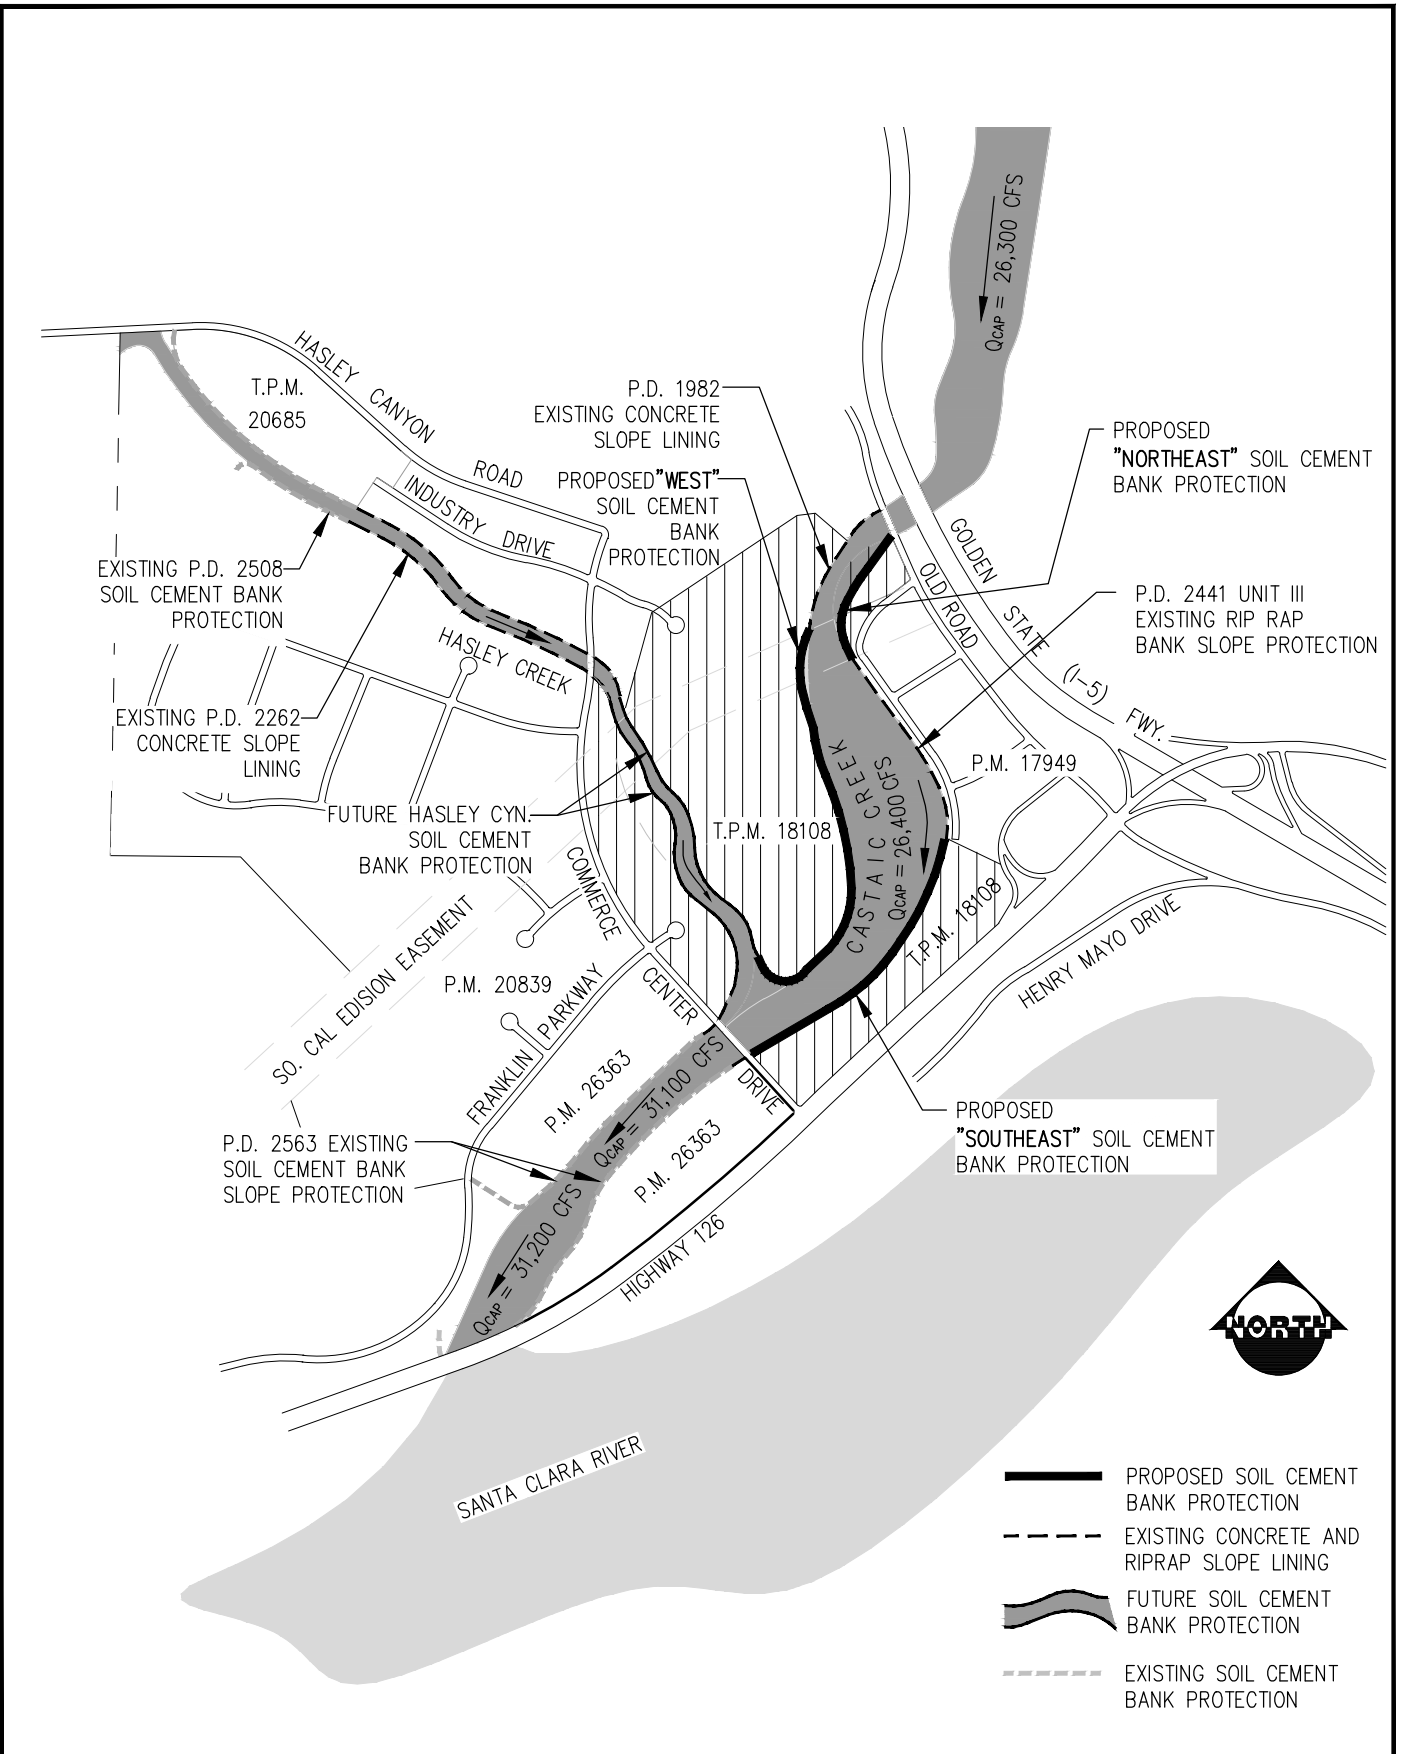 QCAP = 26,300 CFS
HASLEY CANYON
ROAD
T.P.M.
20685
INDUSTRY DRIVE
P.D. 1982
EXISTING CONCRETE
SLOPE LINING
PROPOSED"WEST"
SOIL CEMENT
BANK
PROTECTION
PROPOSED
"NORTHEAST" SOIL CEMENT
BANK PROTECTION
GOLDEN STATE (I-5) FWY.
OLD ROAD
EXISTING P.D. 2508
SOIL CEMENT BANK
PROTECTION
P.D. 2441 UNIT III
EXISTING RIP RAP
BANK SLOPE PROTECTION
HASLEY CREEK
EXISTING P.D. 2262
CONCRETE SLOPE
LINING
P.M. 17949
FUTURE HASLEY CYN.
SOIL CEMENT
BANK PROTECTION
T.P.M. 18108
CASTAIC CREEK
QCAP = 26,400 CFS
COMMERCE
CENTER
DRIVE
T.P.M. 18108
HENRY MAYO DRIVE
SO. CAL EDISION EASEMENT
P.M. 20839
FRANKLIN PARKWAY
P.M. 26363
QCAP = 31,100 CFS
P.M. 26363
PROPOSED
"SOUTHEAST" SOIL CEMENT
BANK PROTECTION
P.D. 2563 EXISTING
SOIL CEMENT BANK
SLOPE PROTECTION
QCAP = 31,200 CFS
HIGHWAY 126
NORTH
SANTA CLARA RIVER
PROPOSED SOIL CEMENT
BANK PROTECTION
EXISTING CONCRETE AND
RIPRAP SLOPE LINING
FUTURE SOIL CEMENT
BANK PROTECTION
EXISTING SOIL CEMENT
BANK PROTECTION